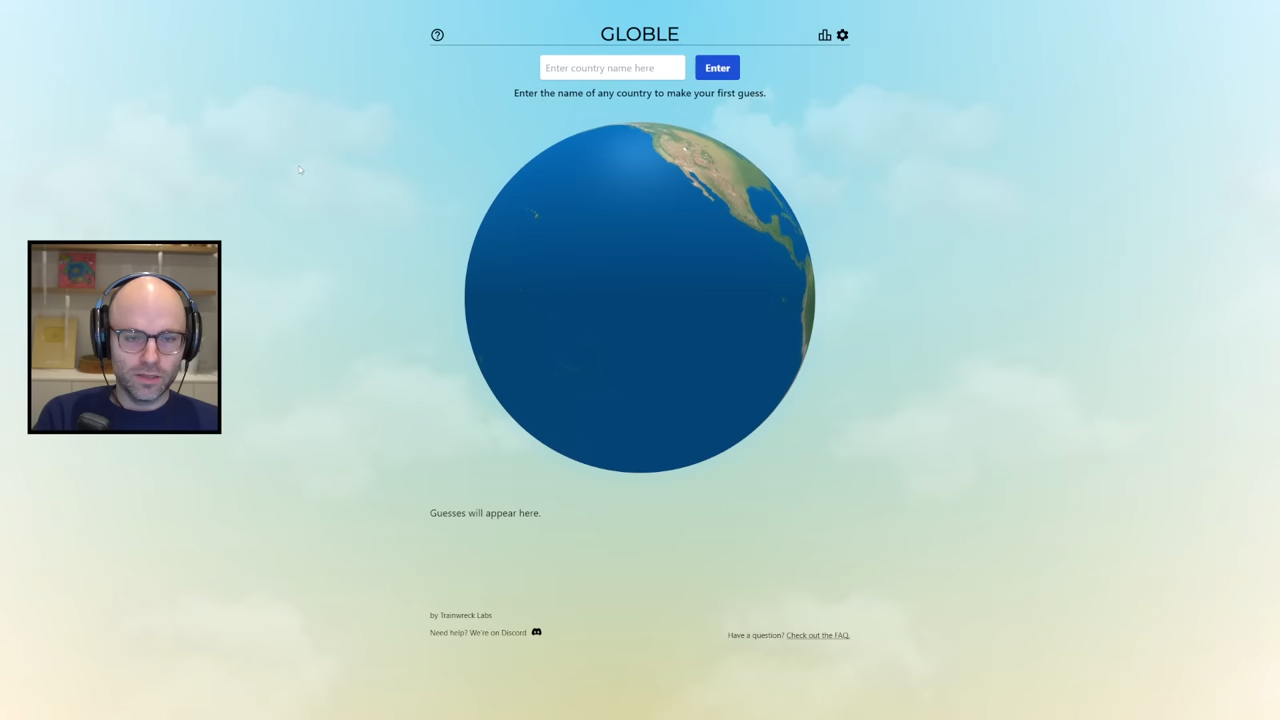 GLOBLE
Enter country name here
Enter
Enter the name of any country to make your first guess.
Guesses will appear here.
by Trainwreck Labs
Need help? We're on Discord
Have a question? Check out the FAQ.